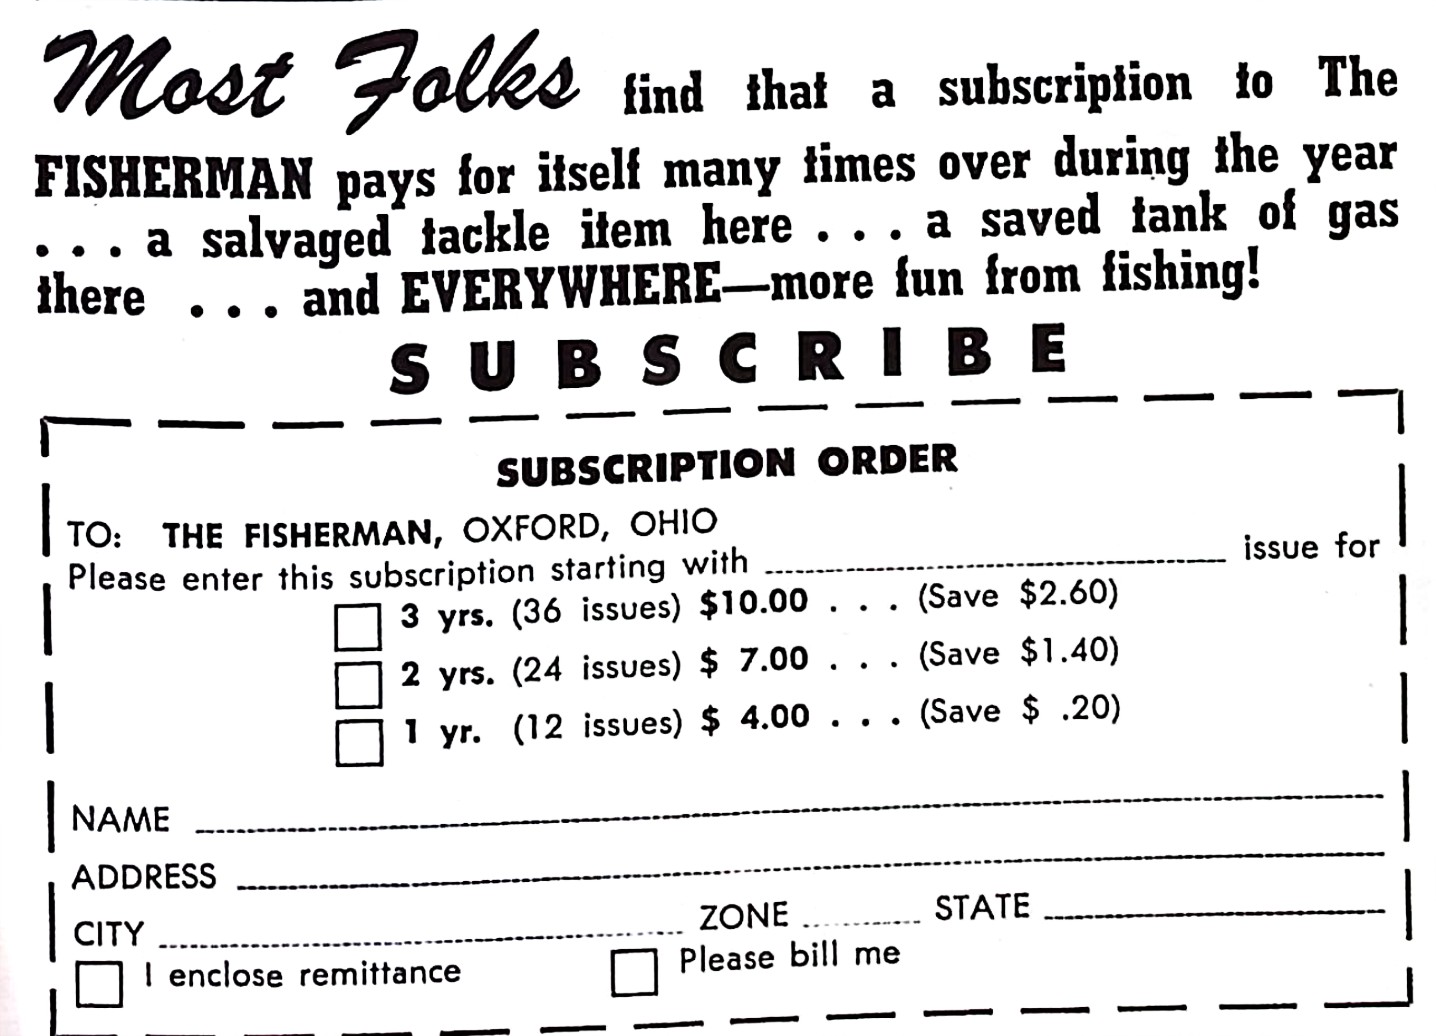 Most Folks find that a subscription to The
FISHERMAN pays for itself many times over during the year
. . . a salvaged tackle item here . . . a saved tank of gas
there . . . and EVERYWHERE—more fun from fishing!
SUBSCRIBE
SUBSCRIPTION ORDER
TO: THE FISHERMAN, OXFORD, OHIO
Please enter this subscription starting with ........ issue for
3 yrs. (36 issues) $10.00 . . . (Save $2.60)
2 yrs. (24 issues) $ 7.00 . . . (Save $1.40)
1 yr. (12 issues) $ 4.00 . . . (Save $ .20)
NAME
ADDRESS
CITY ZONE STATE
I enclose remittance Please bill me